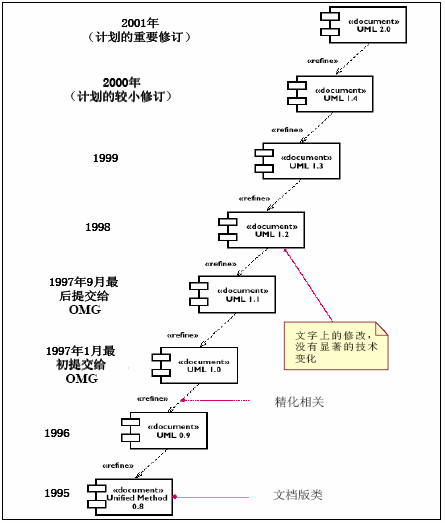 2001年
（计划的重要修订）
«document»
UML 2.0
«refine»
2000年
（计划的较小修订）
«document»
UML 1.4
«refine»
1999
«document»
UML 1.3
«refine»
1998
«document»
UML 1.2
«refine»
1997年9月最
后提交给
OMG
«document»
UML 1.1
文字上的修改，
没有显著的技术
变化
«refine»
1997年1月最
初提交给
OMG
«document»
UML 1.0
«refine»
精化相关
1996
«document»
UML 0.9
«refine»
1995
«document»
Unified Method
0.8
文档版类